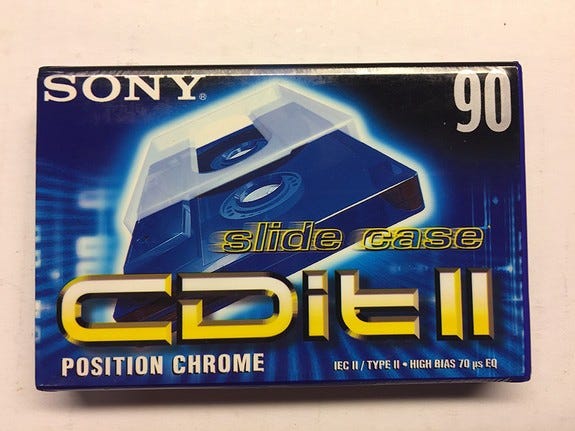 SONY® 90
slide case
CDit II
POSITION CHROME
IEC II / TYPE II • HIGH BIAS 70 µs EQ